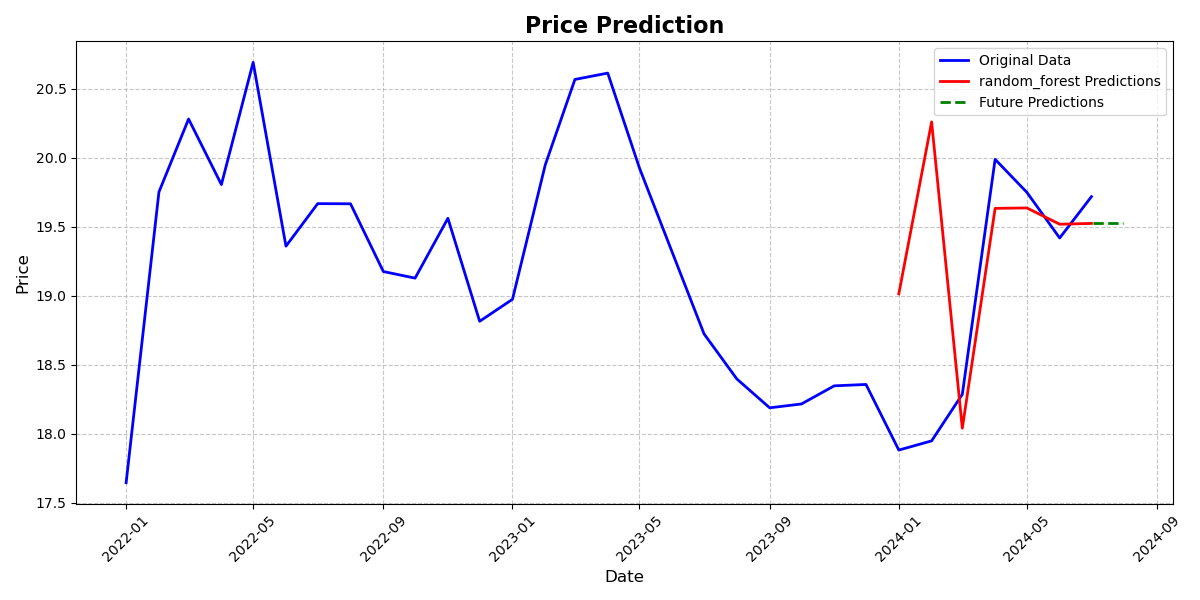 Price Prediction
Original Data
random_forest Predictions
Future Predictions
Price
20.5
20.0
19.5
19.0
18.5
18.0
17.5
2022-01
2022-05
2022-09
2023-01
2023-05
2023-09
2024-01
2024-05
2024-09
Date